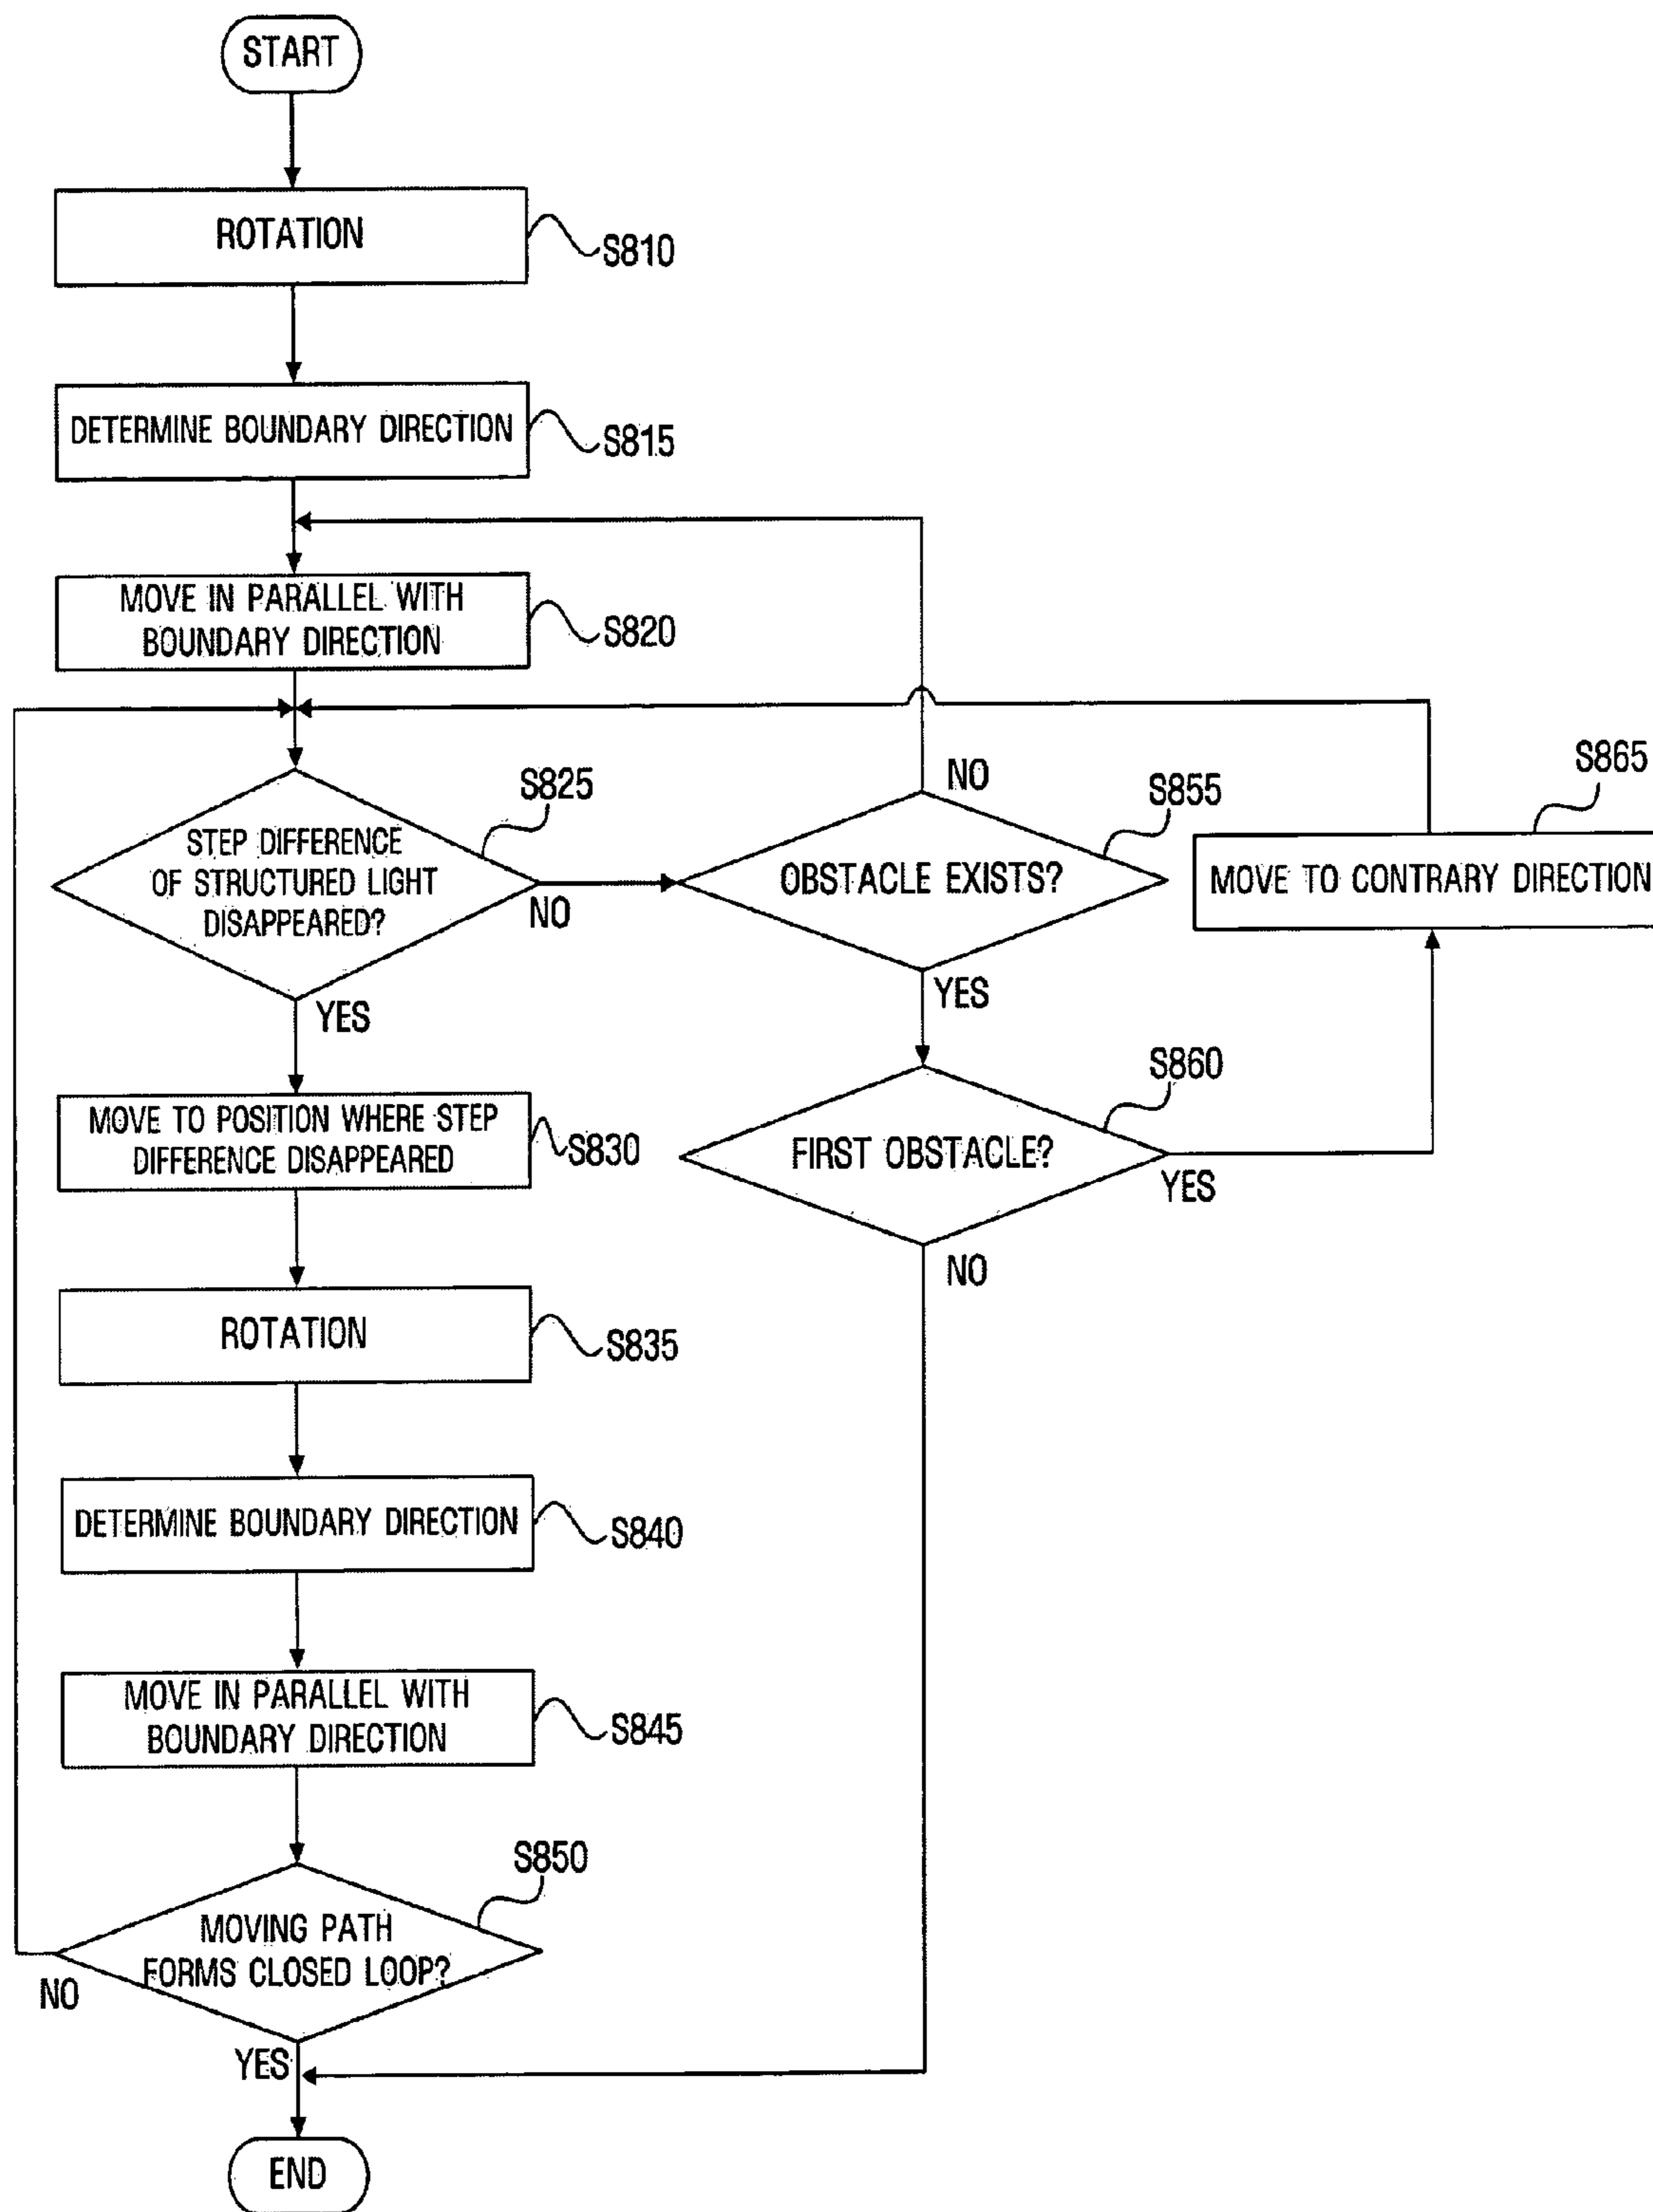 START
ROTATION
S810
DETERMINE BOUNDARY DIRECTION
S815
MOVE IN PARALLEL WITH
BOUNDARY DIRECTION
S820
STEP DIFFERENCE
OF STRUCTURED LIGHT
DISAPPEARED?
S825
NO
YES
OBSTACLE EXISTS?
S855
NO
YES
MOVE TO CONTRARY DIRECTION
S865
FIRST OBSTACLE?
S860
YES
NO
MOVE TO POSITION WHERE STEP
DIFFERENCE DISAPPEARED
S830
ROTATION
S835
DETERMINE BOUNDARY DIRECTION
S840
MOVE IN PARALLEL WITH
BOUNDARY DIRECTION
S845
MOVING PATH
FORMS CLOSED LOOP?
S850
NO
YES
END